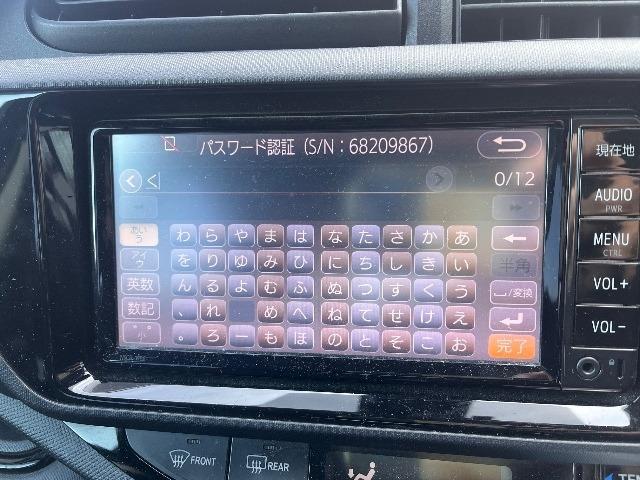 パスワード認証(S/N:68209867)
0/12
現在地
AUDIO
PWR
MENU
CTRL
VOL+
VOL-
あいう わ ら や ま は な た さ か あ
アイウ を り ゆ み ひ に ち し き い 半角
英数 ん る よ む ふ ぬ つ す く う ␣/変換
数記 、 れ め へ ね て せ け え
゛゜小 。 ろ ー も ほ の と そ こ お 完了
FRONT
REAR